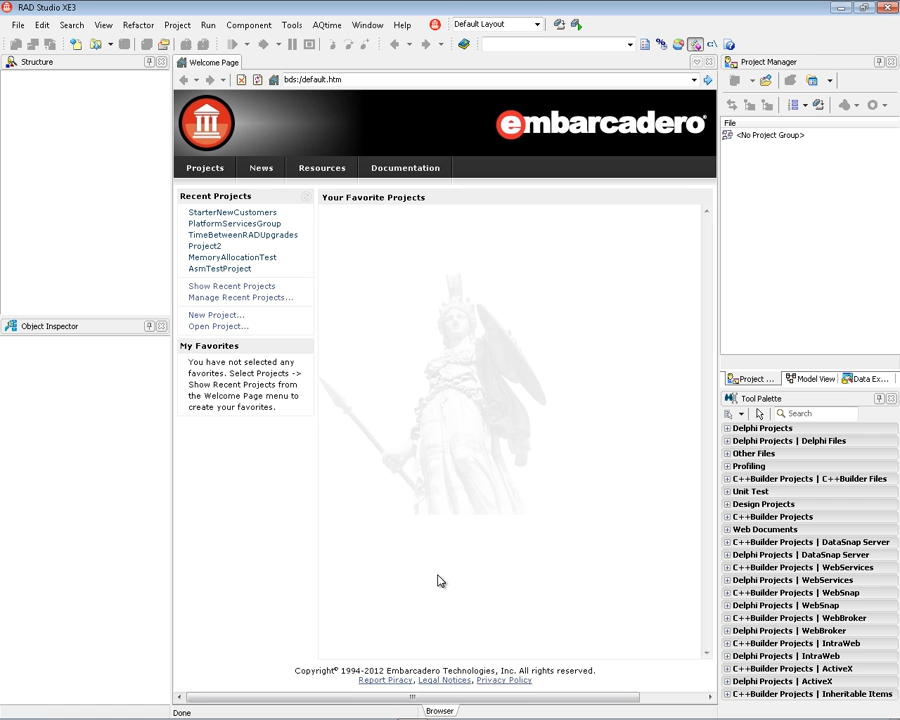 RAD Studio XE3
File Edit Search View Refactor Project Run Component Tools AQtime Window Help Default Layout
Structure
Welcome Page
bds:/default.htm
embarcadero®
Projects News Resources Documentation
Recent Projects
StarterNewCustomers
PlatformServicesGroup
TimeBetweenRADUpgrades
Project2
MemoryAllocationTest
AsmTestProject
Show Recent Projects
Manage Recent Projects...
New Project...
Open Project...
My Favorites
You have not selected any
favorites. Select Projects ->
Show Recent Projects from
the Welcome Page menu to
create your favorites.
Your Favorite Projects
Copyright© 1994-2012 Embarcadero Technologies, Inc. All rights reserved.
Report Piracy, Legal Notices, Privacy Policy
Done
Browser
Object Inspector
Project Manager
File
<No Project Group>
Project ... Model View Data Ex...
Tool Palette
Search
Delphi Projects
Delphi Projects | Delphi Files
Other Files
Profiling
C++Builder Projects | C++Builder Files
Unit Test
Design Projects
C++Builder Projects
Web Documents
C++Builder Projects | DataSnap Server
Delphi Projects | DataSnap Server
C++Builder Projects | WebServices
Delphi Projects | WebServices
C++Builder Projects | WebSnap
Delphi Projects | WebSnap
C++Builder Projects | WebBroker
Delphi Projects | WebBroker
C++Builder Projects | IntraWeb
Delphi Projects | IntraWeb
C++Builder Projects | ActiveX
Delphi Projects | ActiveX
C++Builder Projects | Inheritable Items